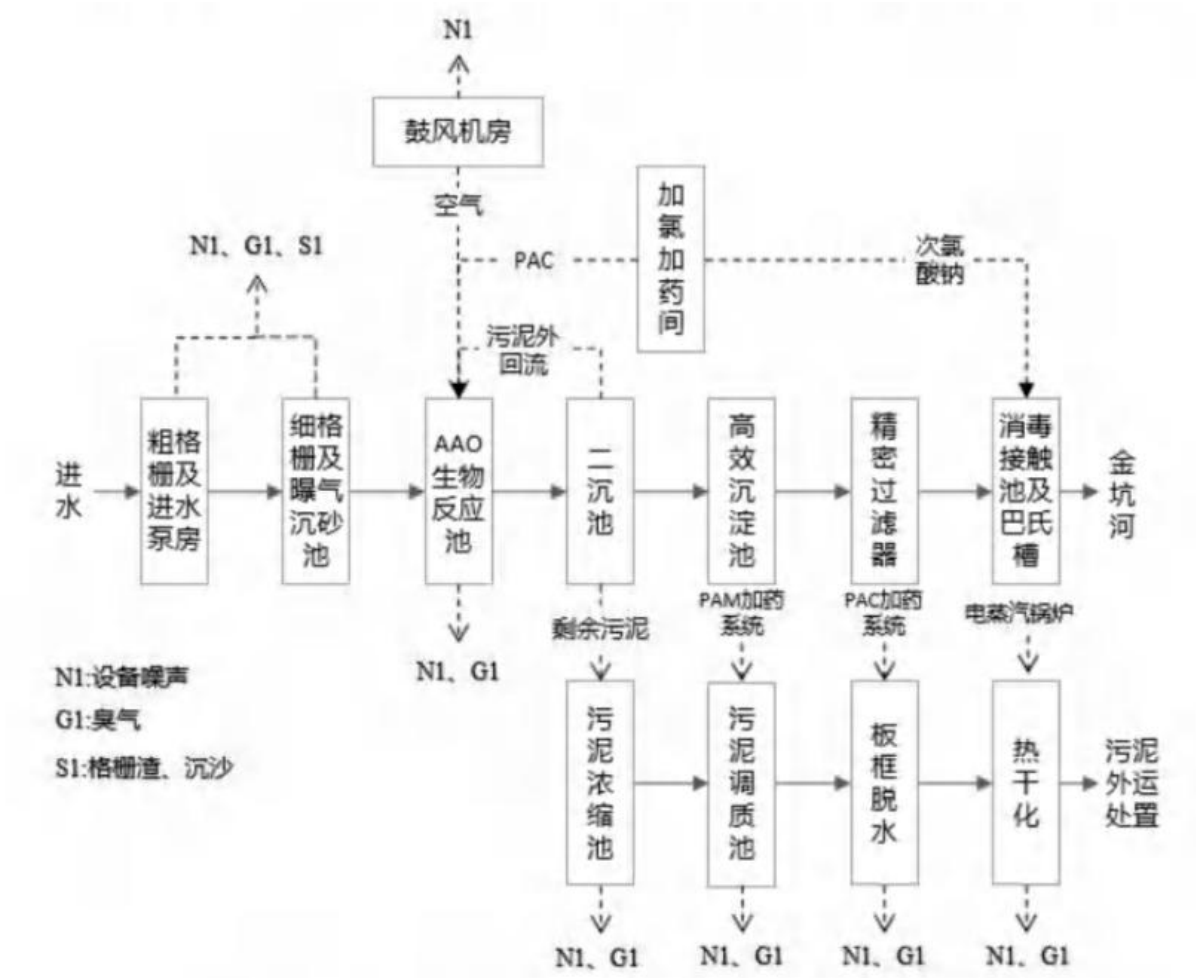 N1
鼓风机房
空气
加
氯
加
药
间
N1、G1、S1
PAC
次氯
酸钠
污泥外
回流
进
水
粗格
栅及
进水
泵房
细格
栅及
曝气
沉砂
池
AAO
生物
反应
池
二
沉
池
高
效
沉
淀
池
精
密
过
滤
器
消毒
接触
池及
巴氏
槽
金
坑
河
剩余污泥
PAM加药
系统
PAC加药
系统
电蒸汽锅炉
N1、G1
N1:设备噪声
G1:臭气
S1:格栅渣、沉沙
污
泥
浓
缩
池
污
泥
调
质
池
板
框
脱
水
热
干
化
污泥
外运
处置
N1、G1
N1、G1
N1、G1
N1、G1